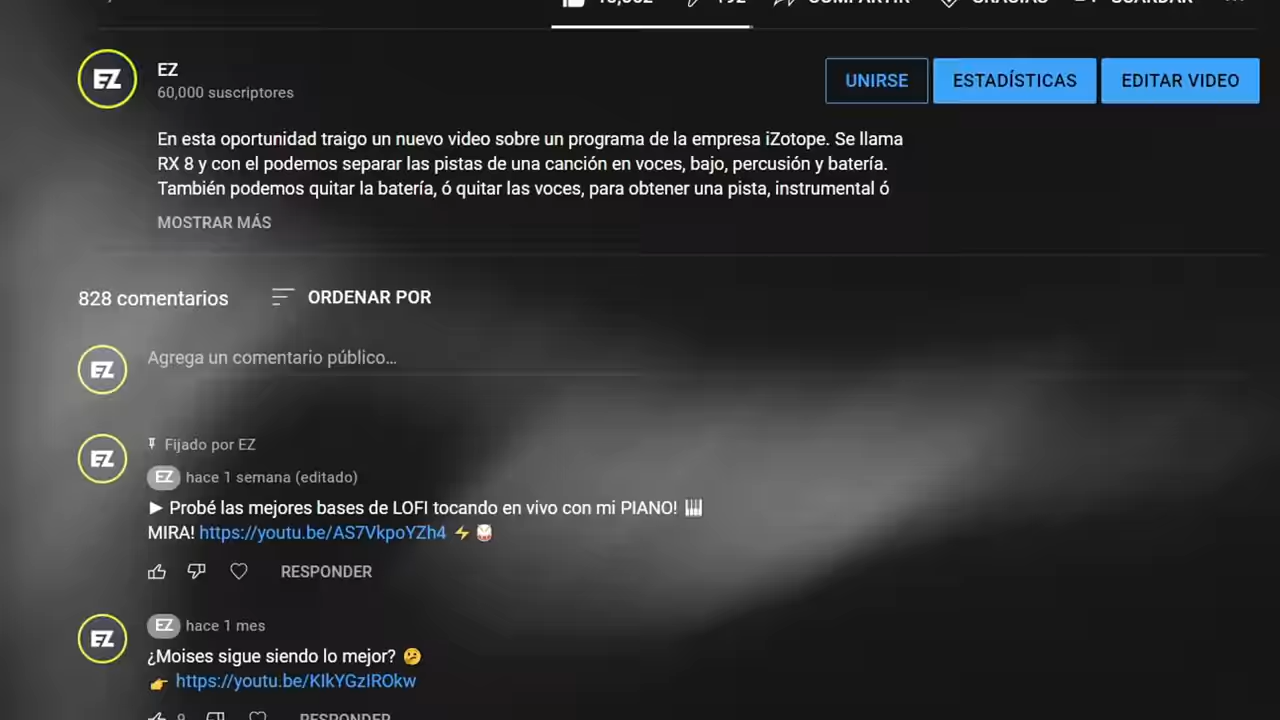 EZ
EZ
60,000 suscriptores
UNIRSE
ESTADÍSTICAS
EDITAR VIDEO
En esta oportunidad traigo un nuevo video sobre un programa de la empresa iZotope. Se llama
RX 8 y con el podemos separar las pistas de una canción en voces, bajo, percusión y batería.
También podemos quitar la batería, ó quitar las voces, para obtener una pista, instrumental ó
MOSTRAR MÁS
828 comentarios
ORDENAR POR
EZ
Agrega un comentario público...
EZ
Fijado por EZ
EZ hace 1 semana (editado)
► Probé las mejores bases de LOFI tocando en vivo con mi PIANO! 🎹
MIRA! https://youtu.be/AS7VkpoYZh4 ⚡ 🥁
RESPONDER
EZ
EZ hace 1 mes
¿Moises sigue siendo lo mejor? 🤔
👉 https://youtu.be/KIkYGzIROkw
RESPONDER